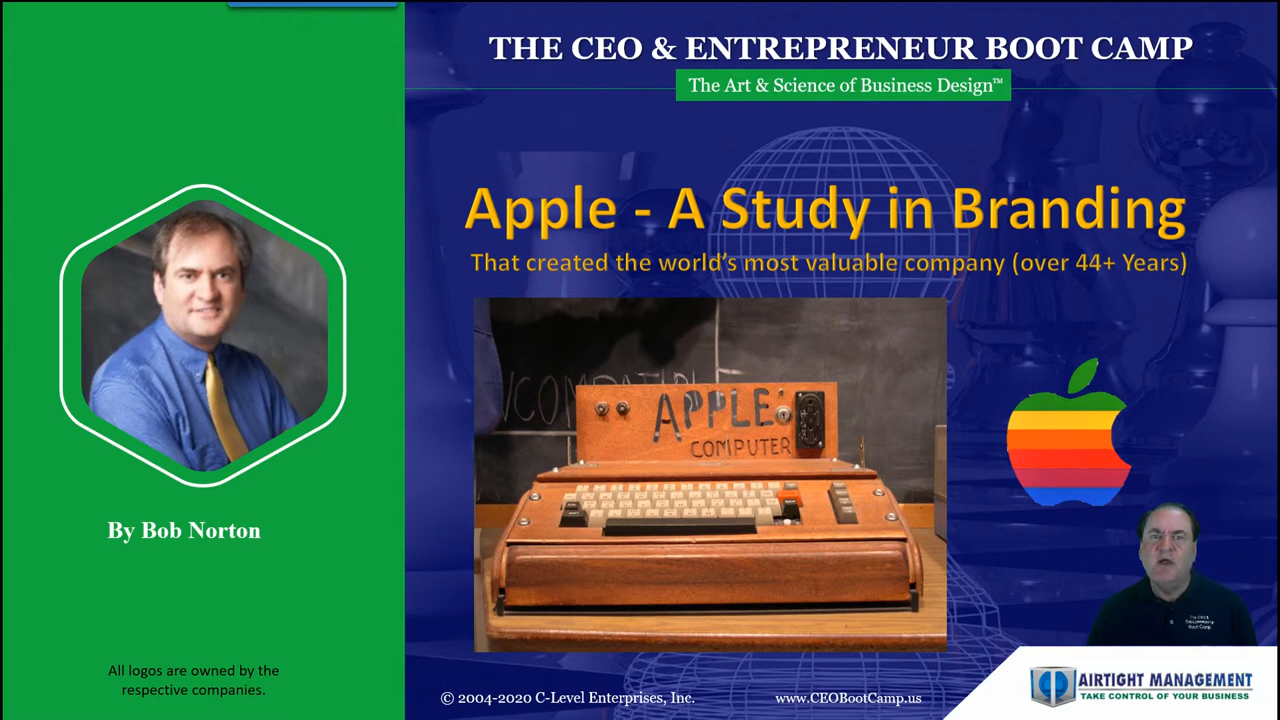 THE CEO & ENTREPRENEUR BOOT CAMP
The Art & Science of Business Design™
Apple - A Study in Branding
That created the world's most valuable company (over 44+ Years)
APPLE
COMPUTER
By Bob Norton
All logos are owned by the
respective companies.
© 2004-2020 C-Level Enterprises, Inc.
www.CEOBootCamp.us
Boot Camp
AIRTIGHT MANAGEMENT
TAKE CONTROL OF YOUR BUSINESS